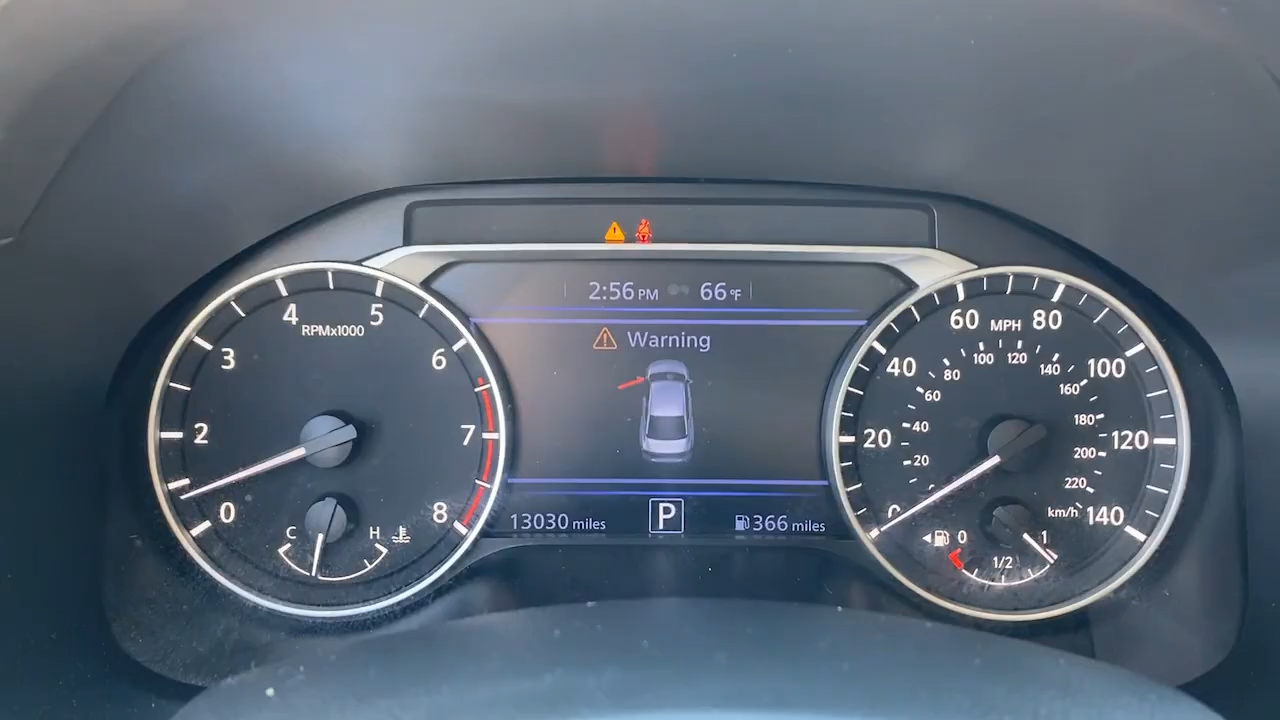 2:56 PM 66°F
Warning
13030 miles P 366 miles
0 2 3 4 5 6 7 8
RPMx1000
C H
0 20 40 60 80 100 120 140
MPH
20 40 60 80 100 120 140 160 180 200 220
km/h
0 1/2 1